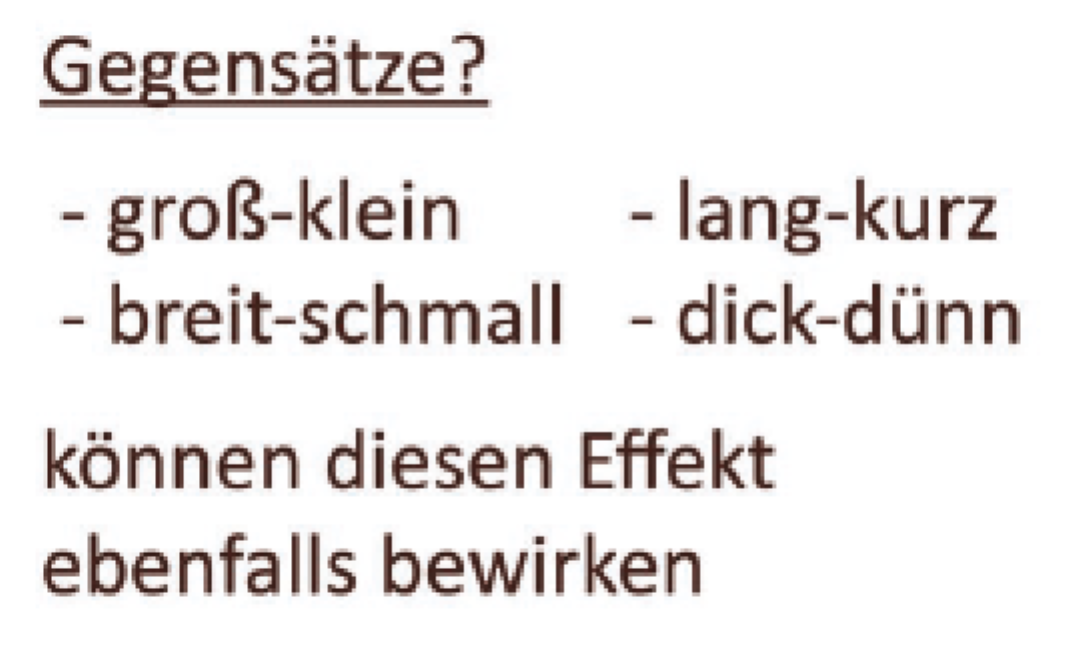 Gegensätze?
- groß-klein - lang-kurz
- breit-schmall - dick-dünn
können diesen Effekt
ebenfalls bewirken